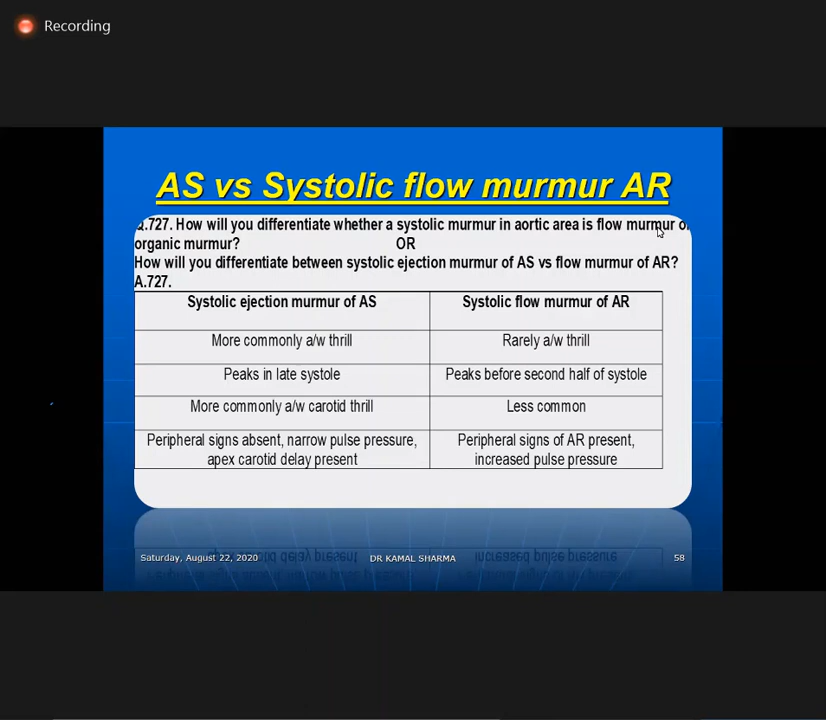 Recording
AS vs Systolic flow murmur AR
.727. How will you differentiate whether a systolic murmur in aortic area is flow murmur
organic murmur? OR
How will you differentiate between systolic ejection murmur of AS vs flow murmur of AR?
A.727.
Systolic ejection murmur of AS Systolic flow murmur of AR
More commonly a/w thrill Rarely a/w thrill
Peaks in late systole Peaks before second half of systole
More commonly a/w carotid thrill Less common
Peripheral signs absent, narrow pulse pressure, Peripheral signs of AR present,
apex carotid delay present increased pulse pressure
Saturday, August 22, 2020 DR KAMAL SHARMA 58